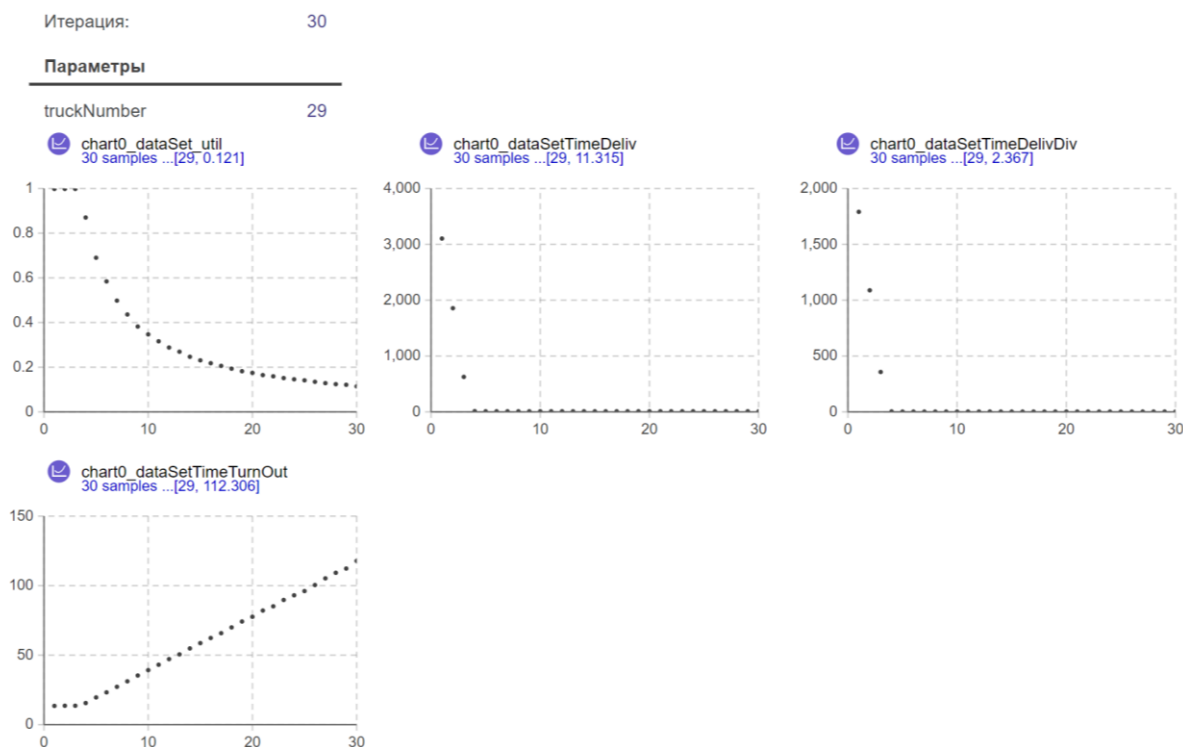 Итерация: 30
Параметры
truckNumber 29
chart0_dataSet_util
30 samples ...[29, 0.121]
1
0.8
0.6
0.4
0.2
0
0 10 20 30
chart0_dataSetTimeDeliv
30 samples ...[29, 11.315]
4,000
3,000
2,000
1,000
0
0 10 20 30
chart0_dataSetTimeDelivDiv
30 samples ...[29, 2.367]
2,000
1,500
1,000
500
0
0 10 20 30
chart0_dataSetTimeTurnOut
30 samples ...[29, 112.306]
150
100
50
0
0 10 20 30